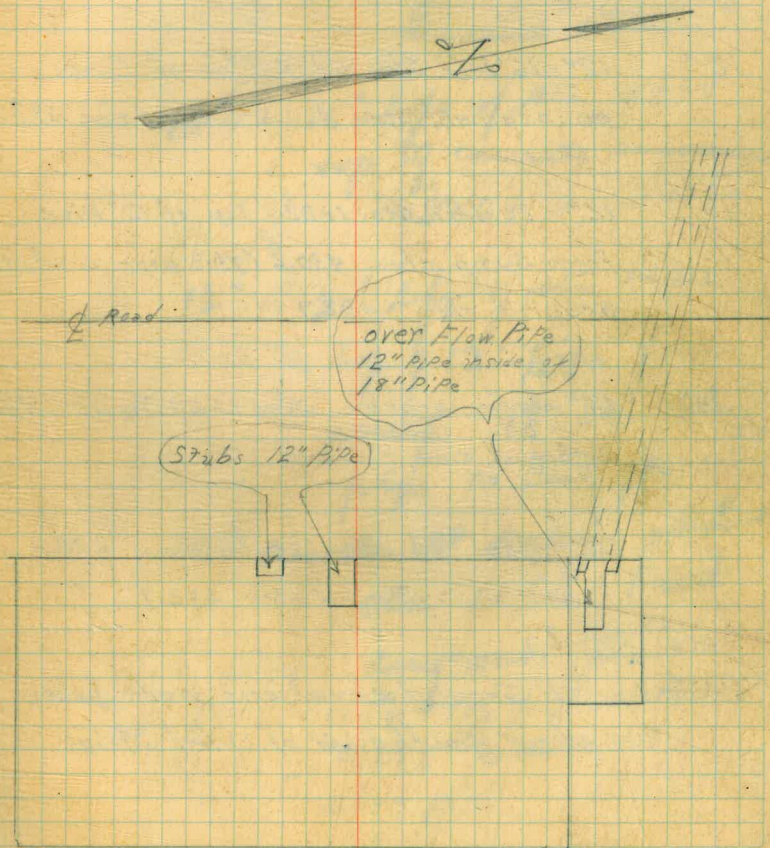 N
℄ Road
over Flow Pipe
12" Pipe inside of
18" Pipe
Stubs 12" Pipe